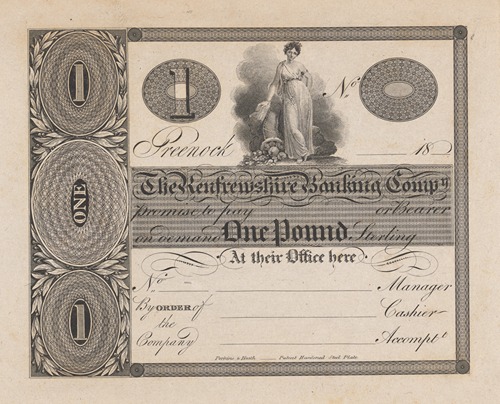 1
1
No
Greenock 18
The Renfrewshire Banking Compy
ONE
promise to pay or Bearer
on demand One Pound Sterling
At their Office here
No Manager
By ORDER of Cashier
the
1
Company Accomptt
Perkins & Heath Patent Hardened Steel Plate